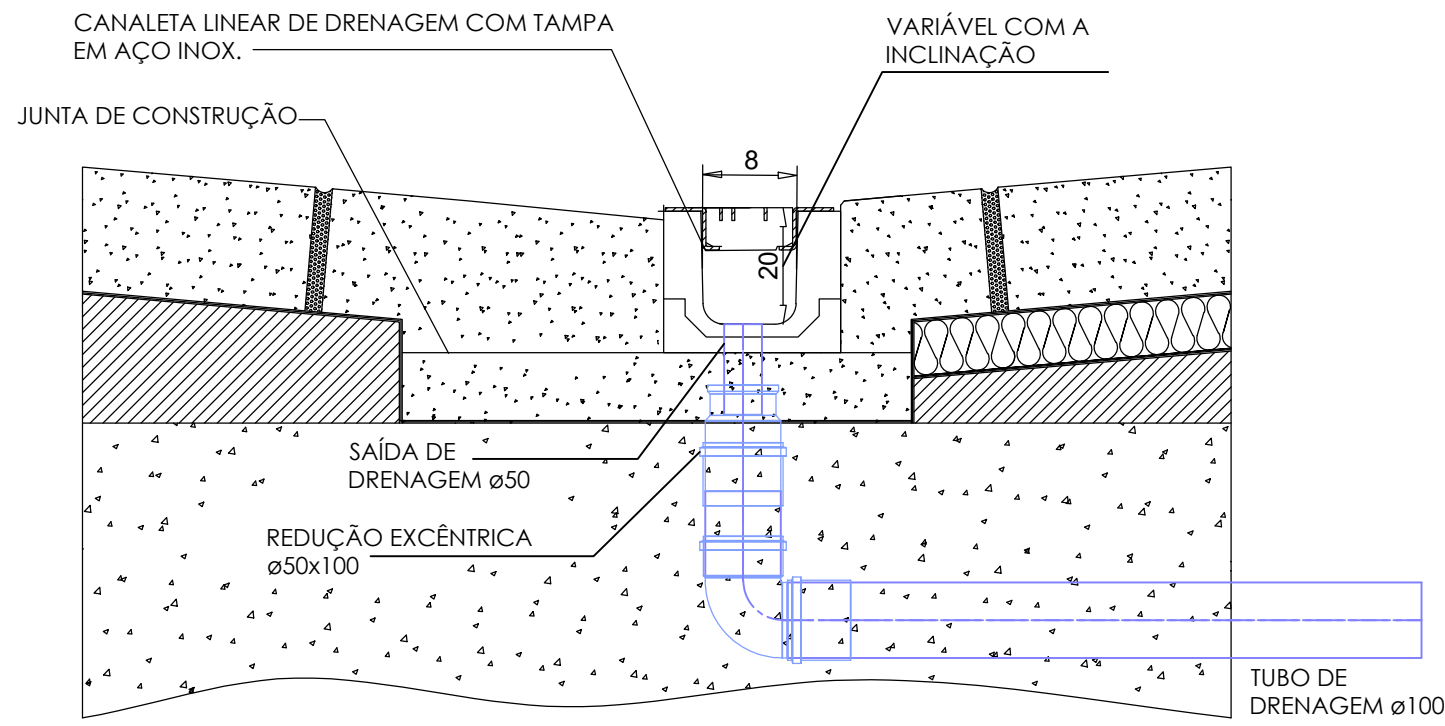 CANALETA LINEAR DE DRENAGEM COM TAMPA
EM AÇO INOX.
VARIÁVEL COM A
INCLINAÇÃO
JUNTA DE CONSTRUÇÃO
8
20
SAÍDA DE
DRENAGEM ø50
REDUÇÃO EXCÊNTRICA
ø50x100
TUBO DE
DRENAGEM ø100